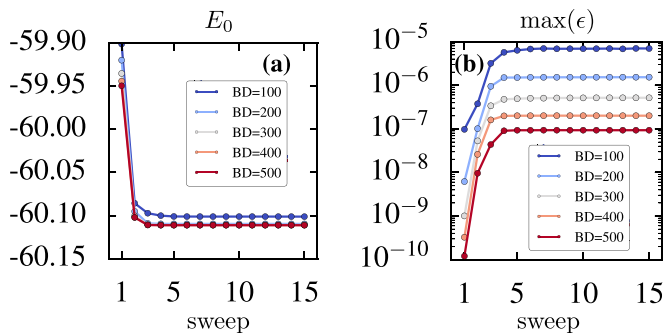 E₀
-59.90
-59.95
-60.00
-60.05
-60.10
-60.15
(a)
BD=100
BD=200
BD=300
BD=400
BD=500
1 5 10 15
sweep
max(ϵ)
10⁻⁵
10⁻⁶
10⁻⁷
10⁻⁸
10⁻⁹
10⁻¹⁰
(b)
BD=100
BD=200
BD=300
BD=400
BD=500
1 5 10 15
sweep